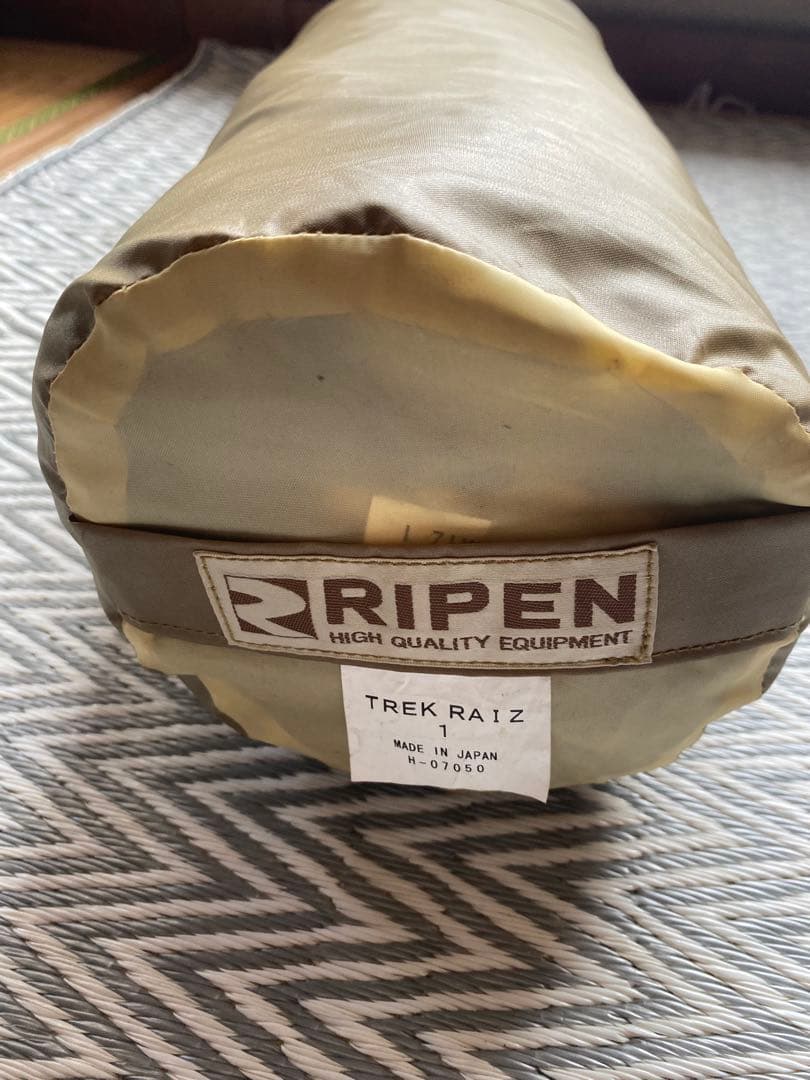 RIPEN
HIGH QUALITY EQUIPMENT
TREK RAIZ
1
MADE IN JAPAN
H-07050